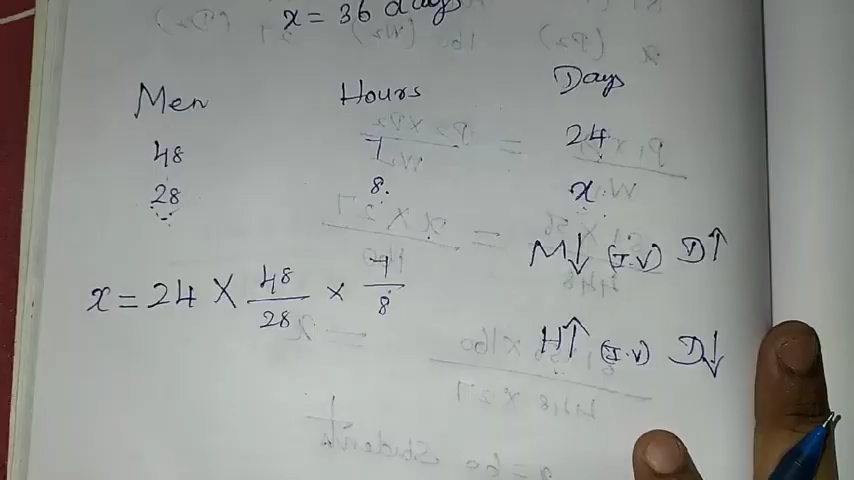 x = 36 days
Men Hours Days
48 7 24
28 8 x
M↓ (I.V) D↑
x = 24 × 48/28 × 7/8
H↑ (I.V) D↓